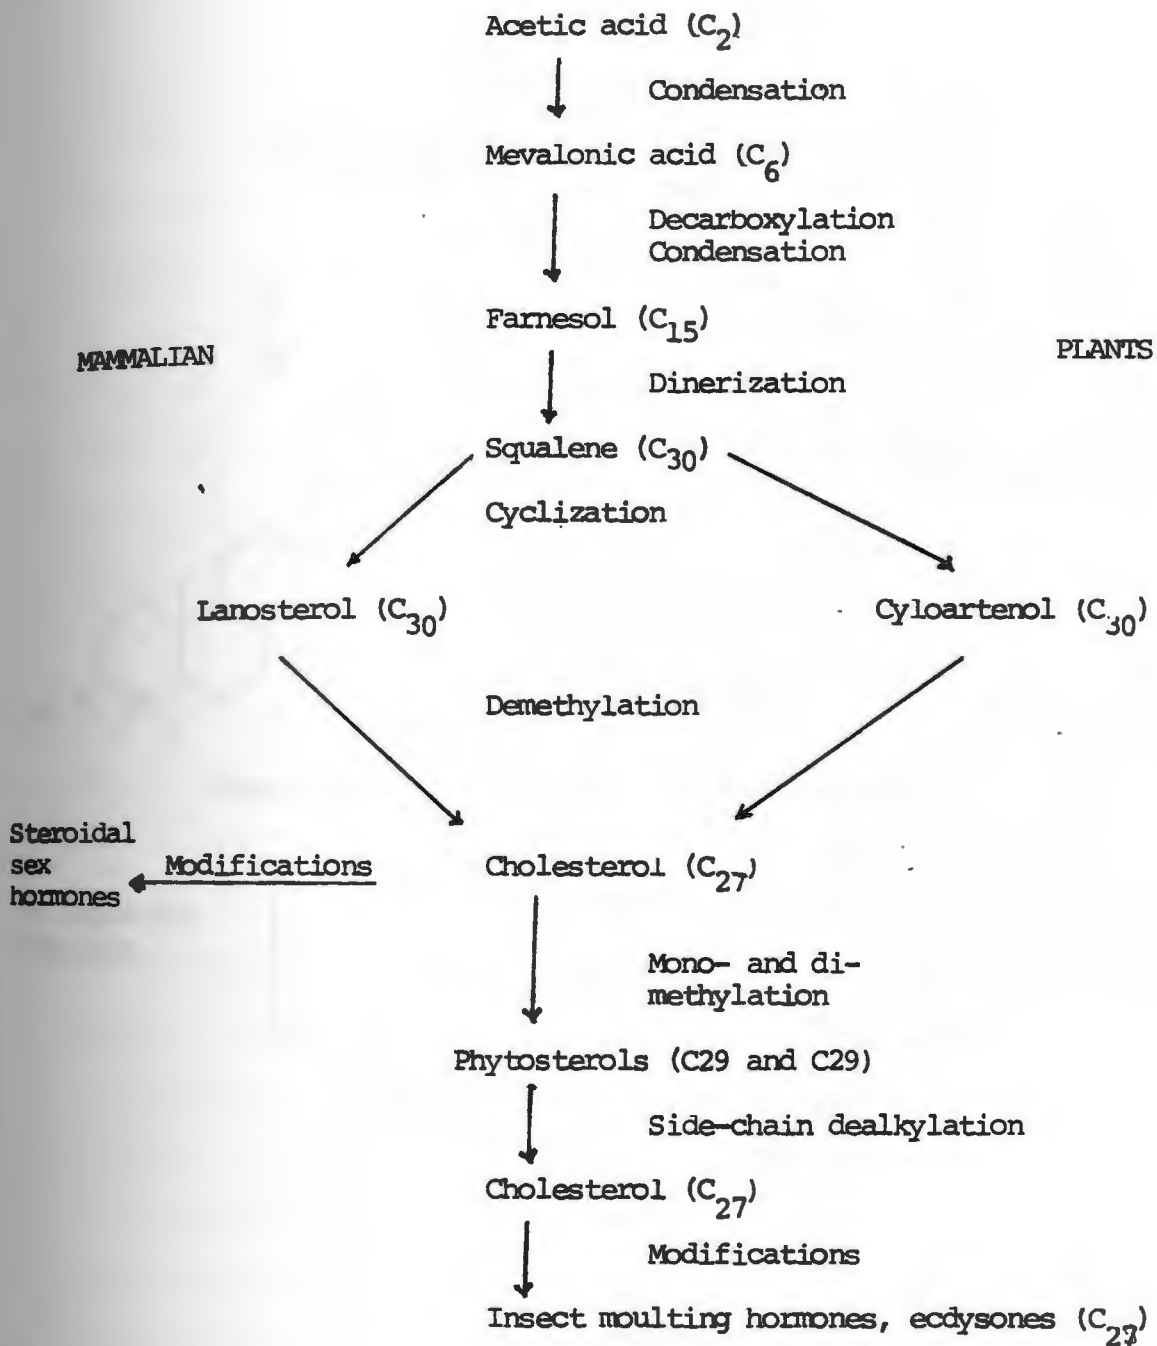 Acetic acid (C2)
Condensation
Mevalonic acid (C6)
Decarboxylation
Condensation
Farnesol (C15)
MAMMALIAN
PLANTS
Dinerization
Squalene (C30)
Cyclization
Lanosterol (C30)
Cyloartenol (C30)
Demethylation
Steroidal
sex
hormones
Modifications
Cholesterol (C27)
Mono- and di-
methylation
Phytosterols (C29 and C29)
Side-chain dealkylation
Cholesterol (C27)
Modifications
Insect moulting hormones, ecdysones (C27)